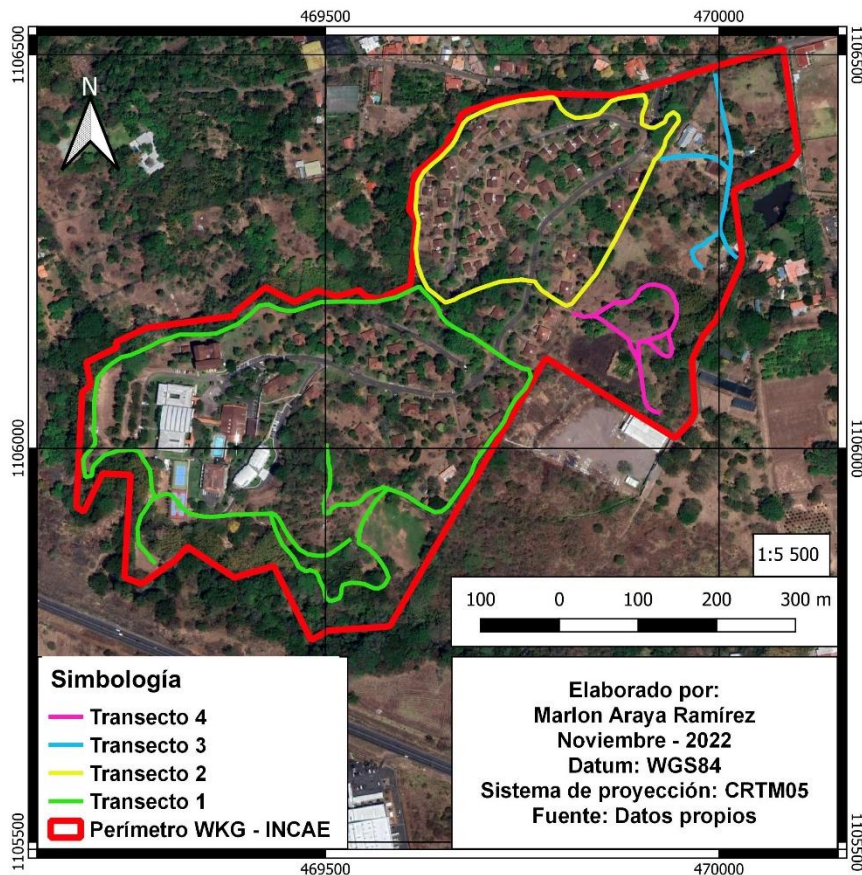 469500
470000
1106500
1106500
N
1106000
1106000
1:5 500
100 0 100 200 300 m
Simbología
Transecto 4
Transecto 3
Transecto 2
Transecto 1
Perímetro WKG - INCAE
Elaborado por:
Marlon Araya Ramírez
Noviembre - 2022
Datum: WGS84
Sistema de proyección: CRTM05
Fuente: Datos propios
1105500
1105500
469500
470000